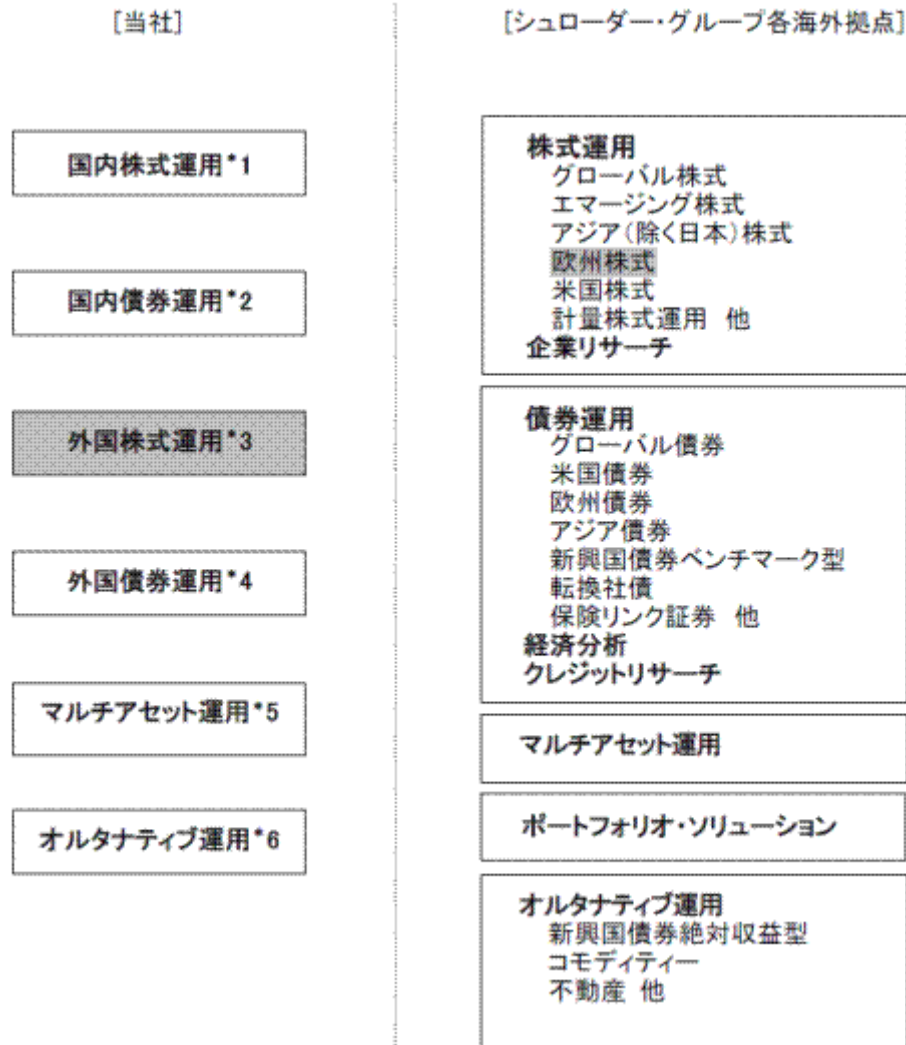 [当社]
国内株式運用*1
国内債券運用*2
外国株式運用*3
外国債券運用*4
マルチアセット運用*5
オルタナティブ運用*6
[シュローダー・グループ各海外拠点]
株式運用
グローバル株式
エマージング株式
アジア(除く日本)株式
欧州株式
米国株式
計量株式運用 他
企業リサーチ
債券運用
グローバル債券
米国債券
欧州債券
アジア債券
新興国債券ベンチマーク型
転換社債
保険リンク証券 他
経済分析
クレジットリサーチ
マルチアセット運用
ポートフォリオ・ソリューション
オルタナティブ運用
新興国債券絶対収益型
コモディティー
不動産 他